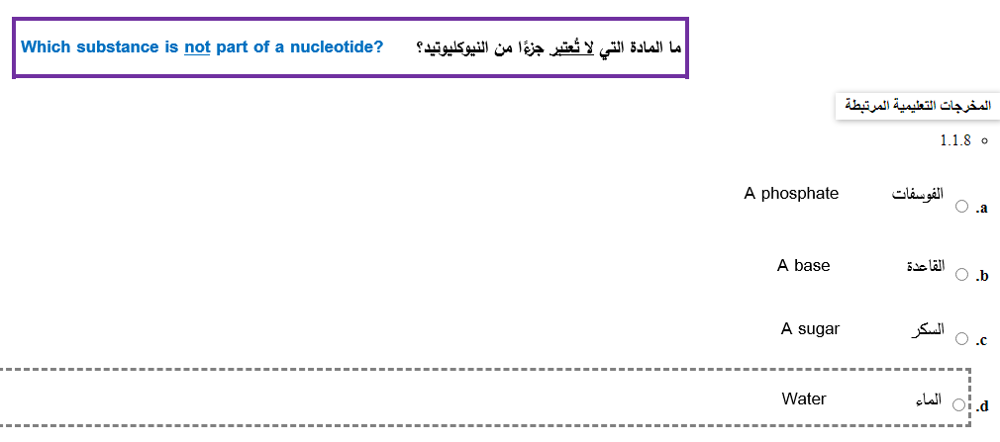 Which substance is not part of a nucleotide? ما المادة التي لا تُعتبر جزءًا من النيوكليوتيد؟
المخرجات التعليمية المرتبطة
1.1.8
a. الفوسفات A phosphate
b. القاعدة A base
c. السكر A sugar
d. الماء Water